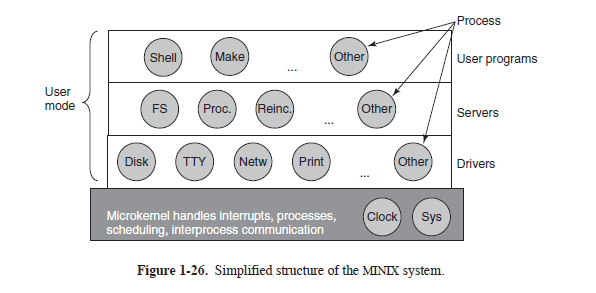 Process
Shell Make ... Other User programs
User
mode
FS Proc. Reinc. ... Other Servers
Disk TTY Netw Print ... Other Drivers
Microkernel handles interrupts, processes,
scheduling, interprocess communication
Clock Sys
Figure 1-26. Simplified structure of the MINIX system.